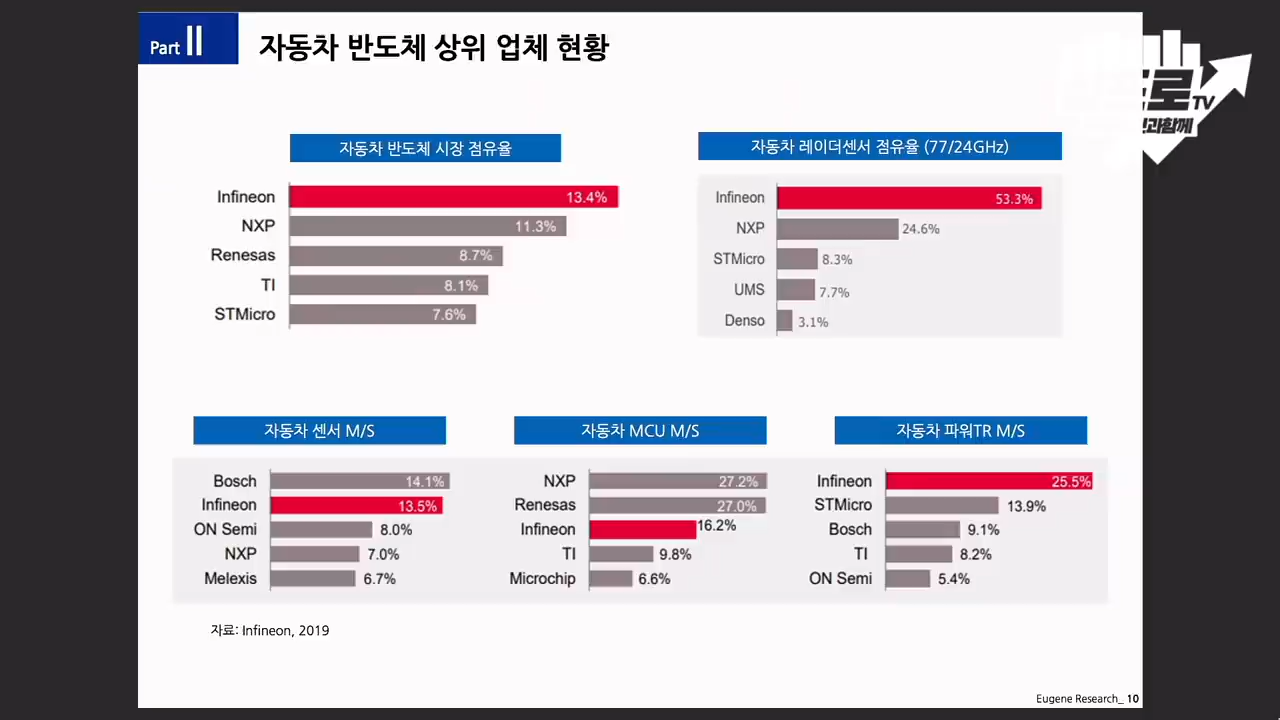 Part II
자동차 반도체 상위 업체 현황
로TV
과함께
자동차 반도체 시장 점유율
Infineon 13.4%
NXP 11.3%
Renesas 8.7%
TI 8.1%
STMicro 7.6%
자동차 레이더센서 점유율 (77/24GHz)
Infineon 53.3%
NXP 24.6%
STMicro 8.3%
UMS 7.7%
Denso 3.1%
자동차 센서 M/S
Bosch 14.1%
Infineon 13.5%
ON Semi 8.0%
NXP 7.0%
Melexis 6.7%
자동차 MCU M/S
NXP 27.2%
Renesas 27.0%
Infineon 16.2%
TI 9.8%
Microchip 6.6%
자동차 파워TR M/S
Infineon 25.5%
STMicro 13.9%
Bosch 9.1%
TI 8.2%
ON Semi 5.4%
자료: Infineon, 2019
Eugene Research_ 10